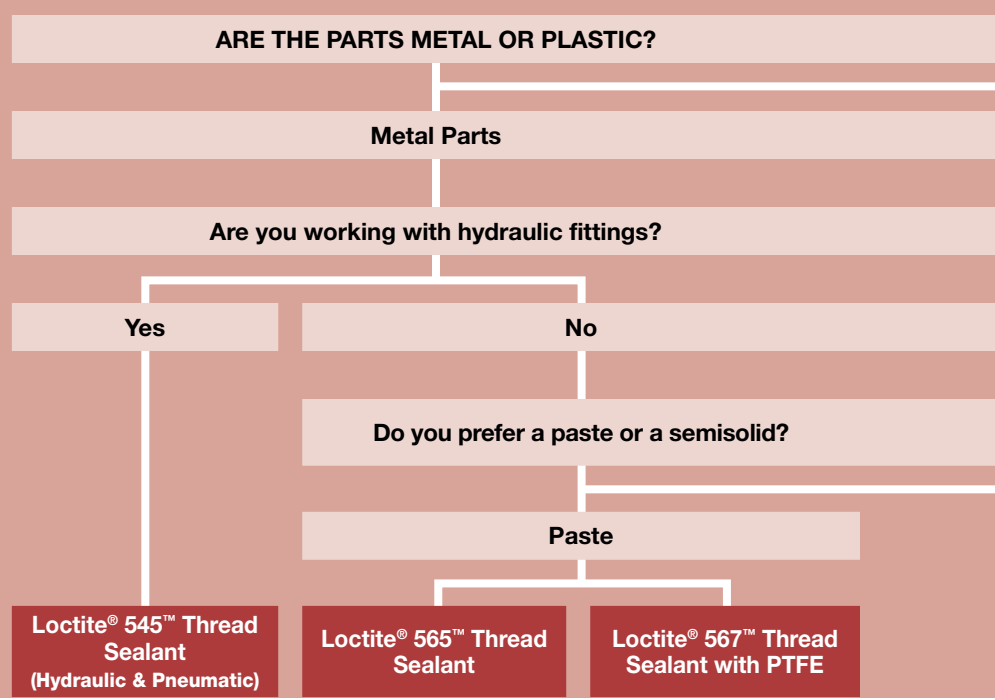 ARE THE PARTS METAL OR PLASTIC?
Metal Parts
Are you working with hydraulic fittings?
Yes
No
Do you prefer a paste or a semisolid?
Paste
Loctite® 545™ Thread
Sealant
(Hydraulic & Pneumatic)
Loctite® 565™ Thread
Sealant
Loctite® 567™ Thread
Sealant with PTFE